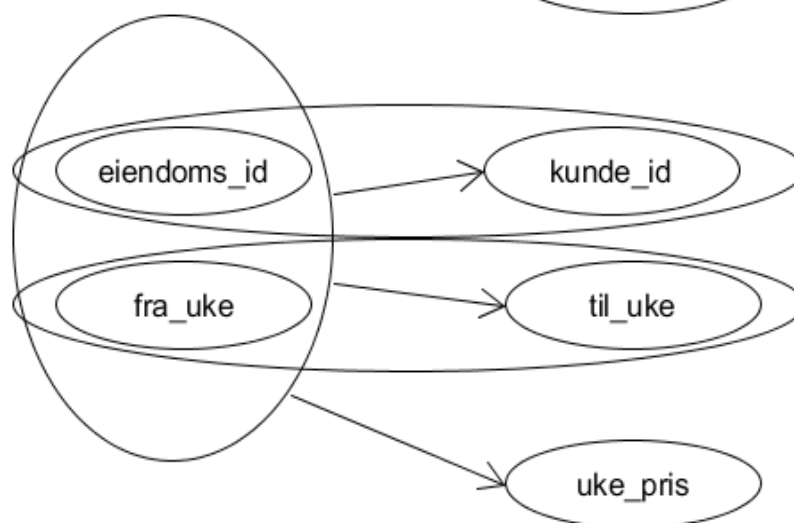 eiendoms_id
kunde_id
fra_uke
til_uke
uke_pris